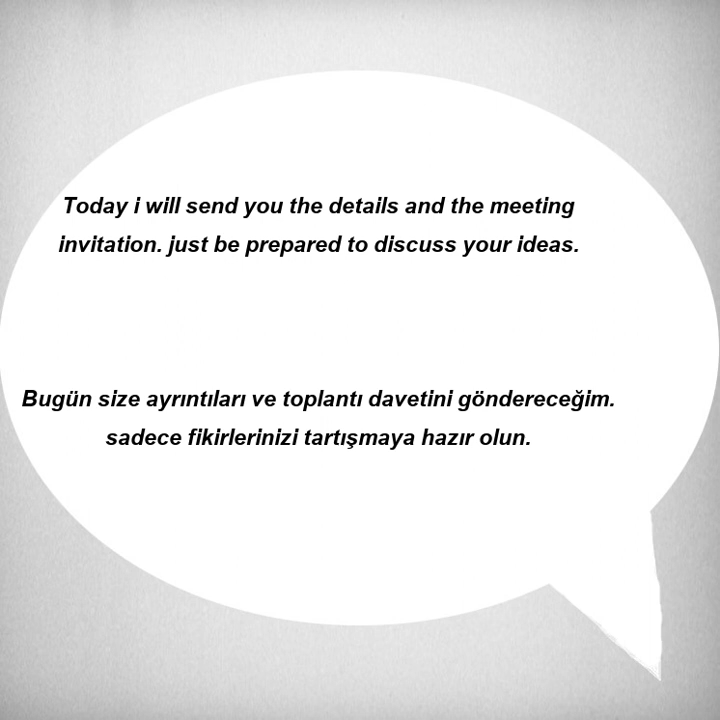 Today i will send you the details and the meeting
invitation. just be prepared to discuss your ideas.
Bugün size ayrıntıları ve toplantı davetini göndereceğim.
sadece fikirlerinizi tartışmaya hazır olun.